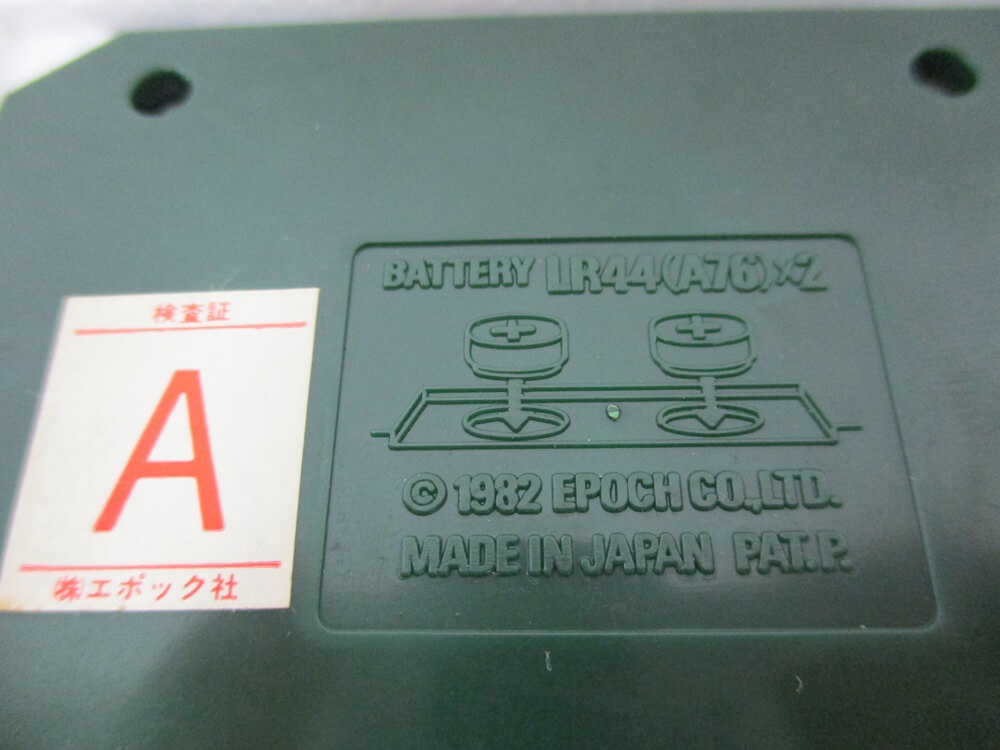 検査証
A
㈱エポック社
BATTERY LR44(A76)×2
+ +
© 1982 EPOCH CO.,LTD.
MADE IN JAPAN PAT.P.